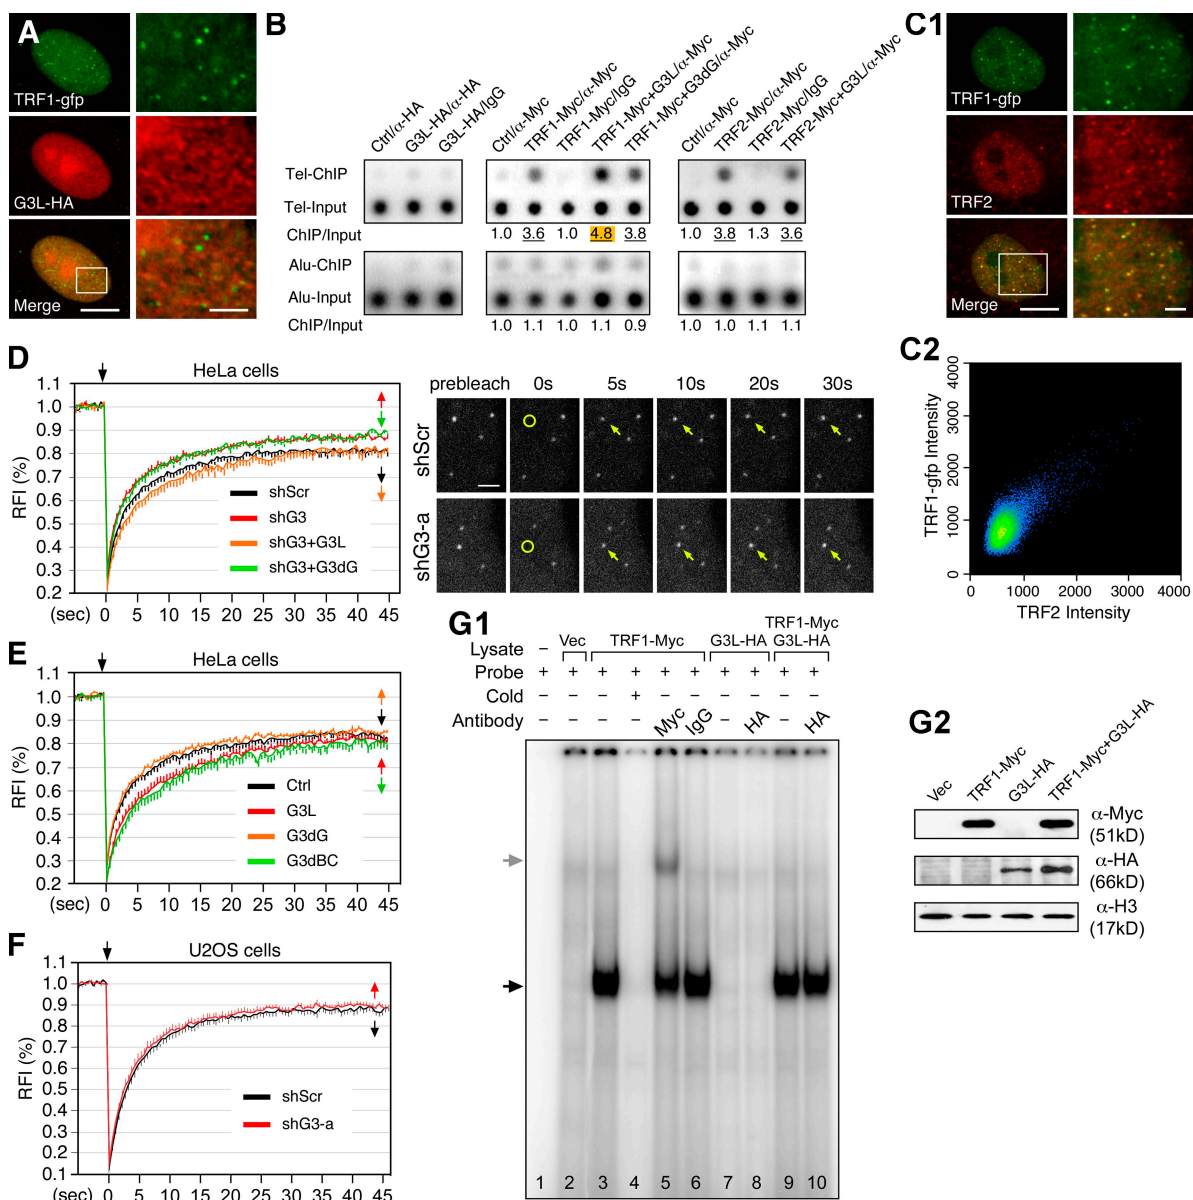 A
TRF1-gfp
G3L-HA
Merge
B
Ctrl/α-HA
G3L-HA/α-HA
G3L-HA/IgG
Ctrl/α-Myc
TRF1-Myc/α-Myc
TRF1-Myc/IgG
TRF1-Myc+G3L/α-Myc
TRF1-Myc+G3dG/α-Myc
Ctrl/α-Myc
TRF2-Myc/α-Myc
TRF2-Myc/IgG
TRF2-Myc+G3L/α-Myc
Tel-ChIP
Tel-Input
ChIP/Input 1.0 3.6 1.0 4.8 3.8 1.0 3.8 1.3 3.6
Alu-ChIP
Alu-Input
ChIP/Input 1.0 1.1 1.0 1.1 0.9 1.0 1.0 1.1 1.1
C1
TRF1-gfp
TRF2
Merge
C2
TRF1-gfp Intensity
4000
3000
2000
1000
0
0 1000 2000 3000 4000
TRF2 Intensity
D
HeLa cells
RFI (%)
1.1
1.0
0.9
0.8
0.7
0.6
0.5
0.4
0.3
0.2
shScr
shG3
shG3+G3L
shG3+G3dG
(sec) 0 5 10 15 20 25 30 35 40 45
prebleach 0s 5s 10s 20s 30s
shScr
shG3-a
E
HeLa cells
RFI (%)
1.1
1.0
0.9
0.8
0.7
0.6
0.5
0.4
0.3
0.2
Ctrl
G3L
G3dG
G3dBC
(sec) 0 5 10 15 20 25 30 35 40 45
F
U2OS cells
RFI (%)
1.1
1.0
0.9
0.8
0.7
0.6
0.5
0.4
0.3
0.2
0.1
shScr
shG3-a
(sec) 0 5 10 15 20 25 30 35 40 45
G1
TRF1-Myc
Lysate – Vec TRF1-Myc G3L-HA G3L-HA
Probe + + + + + + + + + +
Cold – – – + – – – – – –
Antibody – – – – Myc IgG – HA – HA
1 2 3 4 5 6 7 8 9 10
G2
Vec
TRF1-Myc
G3L-HA
TRF1-Myc+G3L-HA
α-Myc
(51kD)
α-HA
(66kD)
α-H3
(17kD)